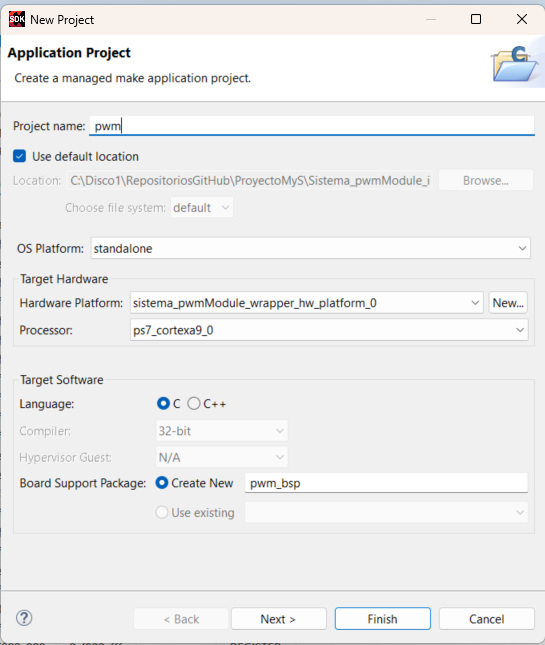 SDK New Project
Application Project
Create a managed make application project.
Project name: pwm
Use default location
Location: C:\Disco1\RepositoriosGitHub\ProyectoMyS\Sistema_pwmModule_i Browse...
Choose file system: default
OS Platform: standalone
Target Hardware
Hardware Platform: sistema_pwmModule_wrapper_hw_platform_0 New...
Processor: ps7_cortexa9_0
Target Software
Language: C C++
Compiler: 32-bit
Hypervisor Guest: N/A
Board Support Package: Create New pwm_bsp
Use existing
? < Back Next > Finish Cancel